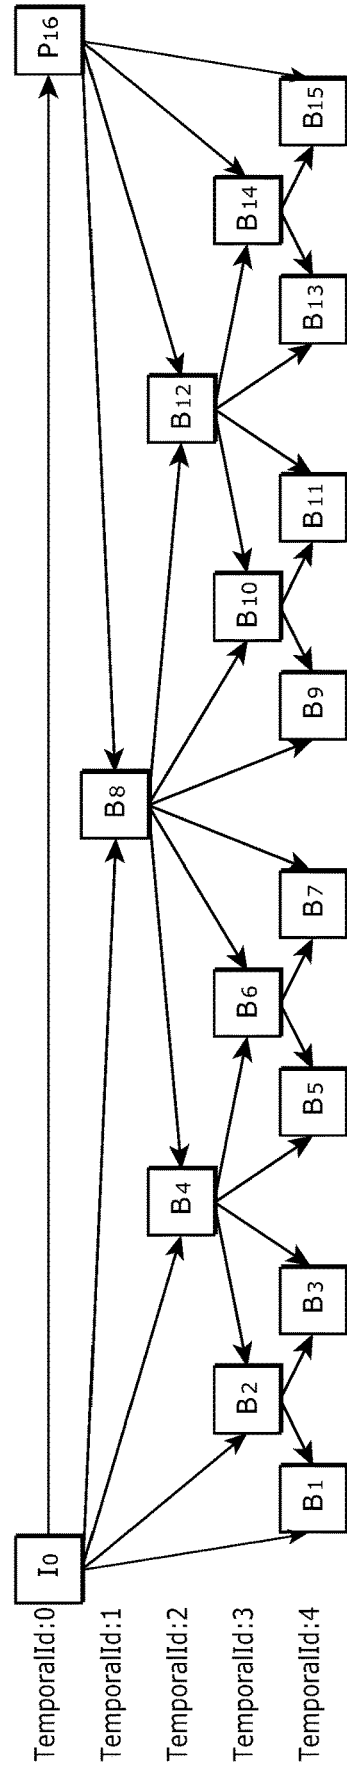 TemporalId:0 I0 P16
TemporalId:1 B8
TemporalId:2 B4 B12
TemporalId:3 B2 B6 B10 B14
TemporalId:4 B1 B3 B5 B7 B9 B11 B13 B15